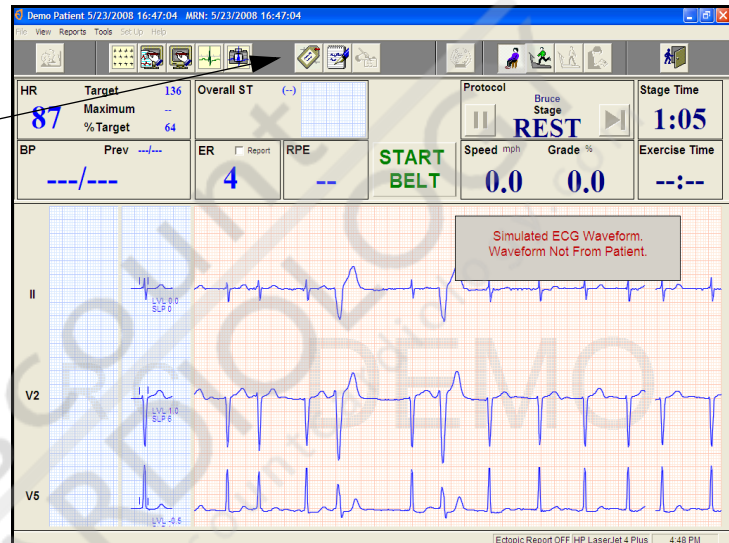 Demo Patient 5/23/2008 16:47:04 MRN: 5/23/2008 16:47:04
File View Reports Tools Set Up Help
HR
Target 136
87
Maximum --
%Target 64
Overall ST (--)
Protocol
Bruce
Stage
REST
Stage Time
1:05
BP Prev ---/---
---/---
ER Report
4
RPE
--
START
BELT
Speed mph
0.0
Grade %
0.0
Exercise Time
--:--
Simulated ECG Waveform.
Waveform Not From Patient.
II
LVL 0.0
SLP 0
V2
LVL 1.0
SLP 6
V5
LVL -0.5
DEMO
Ectopic Report OFF HP LaserJet 4 Plus 4:48 PM